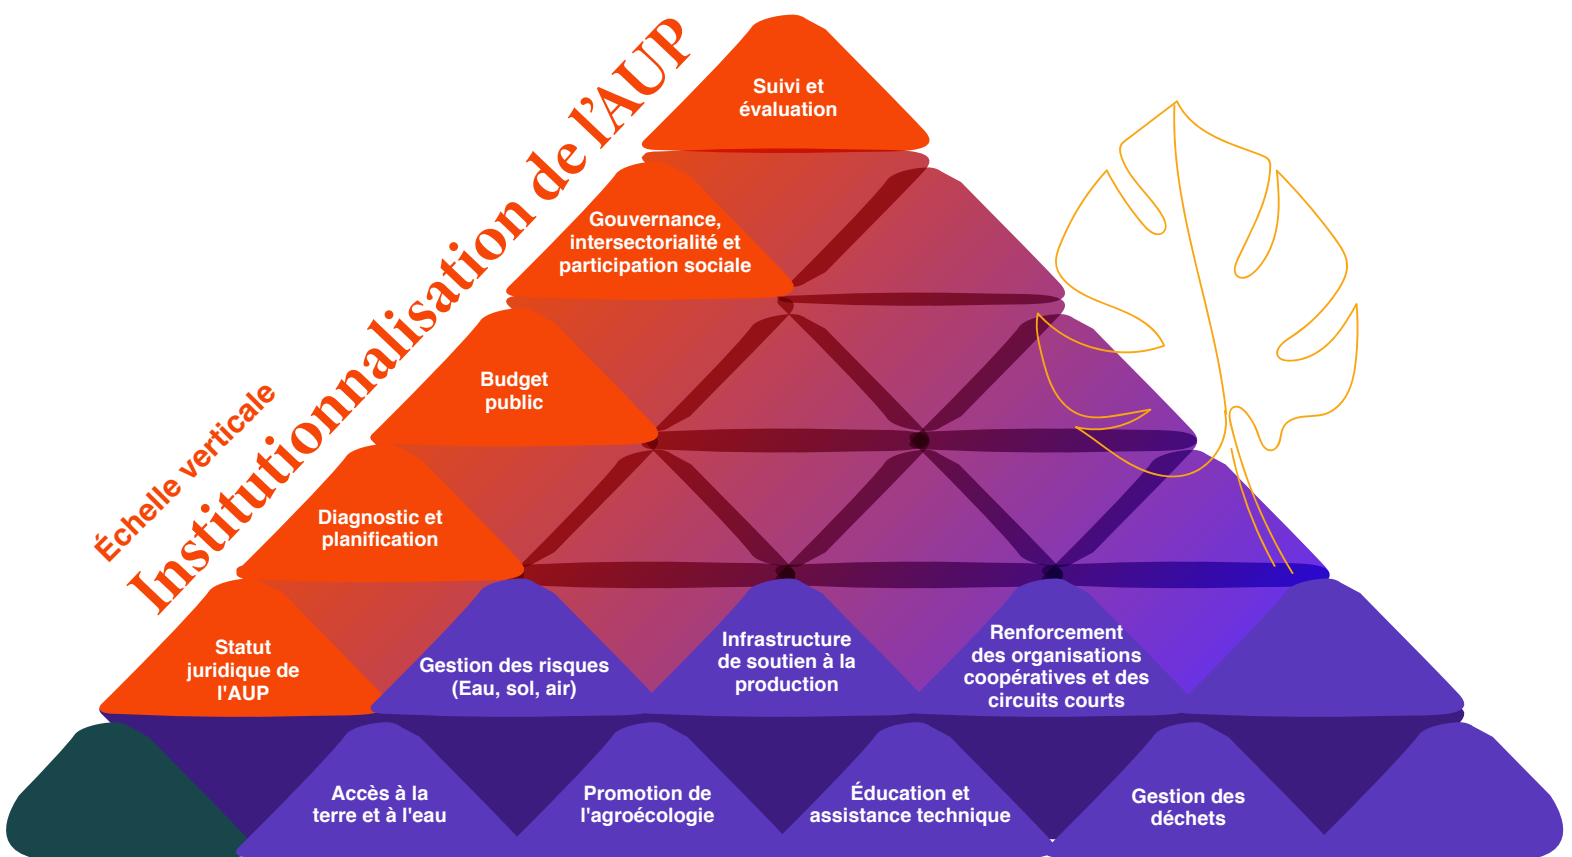 Échelle verticale
Institutionnalisation de l'AUP
Suivi et
évaluation
Gouvernance,
intersectorialité et
participation sociale
Budget
public
Diagnostic et
planification
Statut
juridique de
l'AUP
Gestion des risques
(Eau, sol, air)
Infrastructure
de soutien à la
production
Renforcement
des organisations
coopératives et des
circuits courts
Accès à la
terre et à l'eau
Promotion de
l'agroécologie
Éducation et
assistance technique
Gestion des
déchets